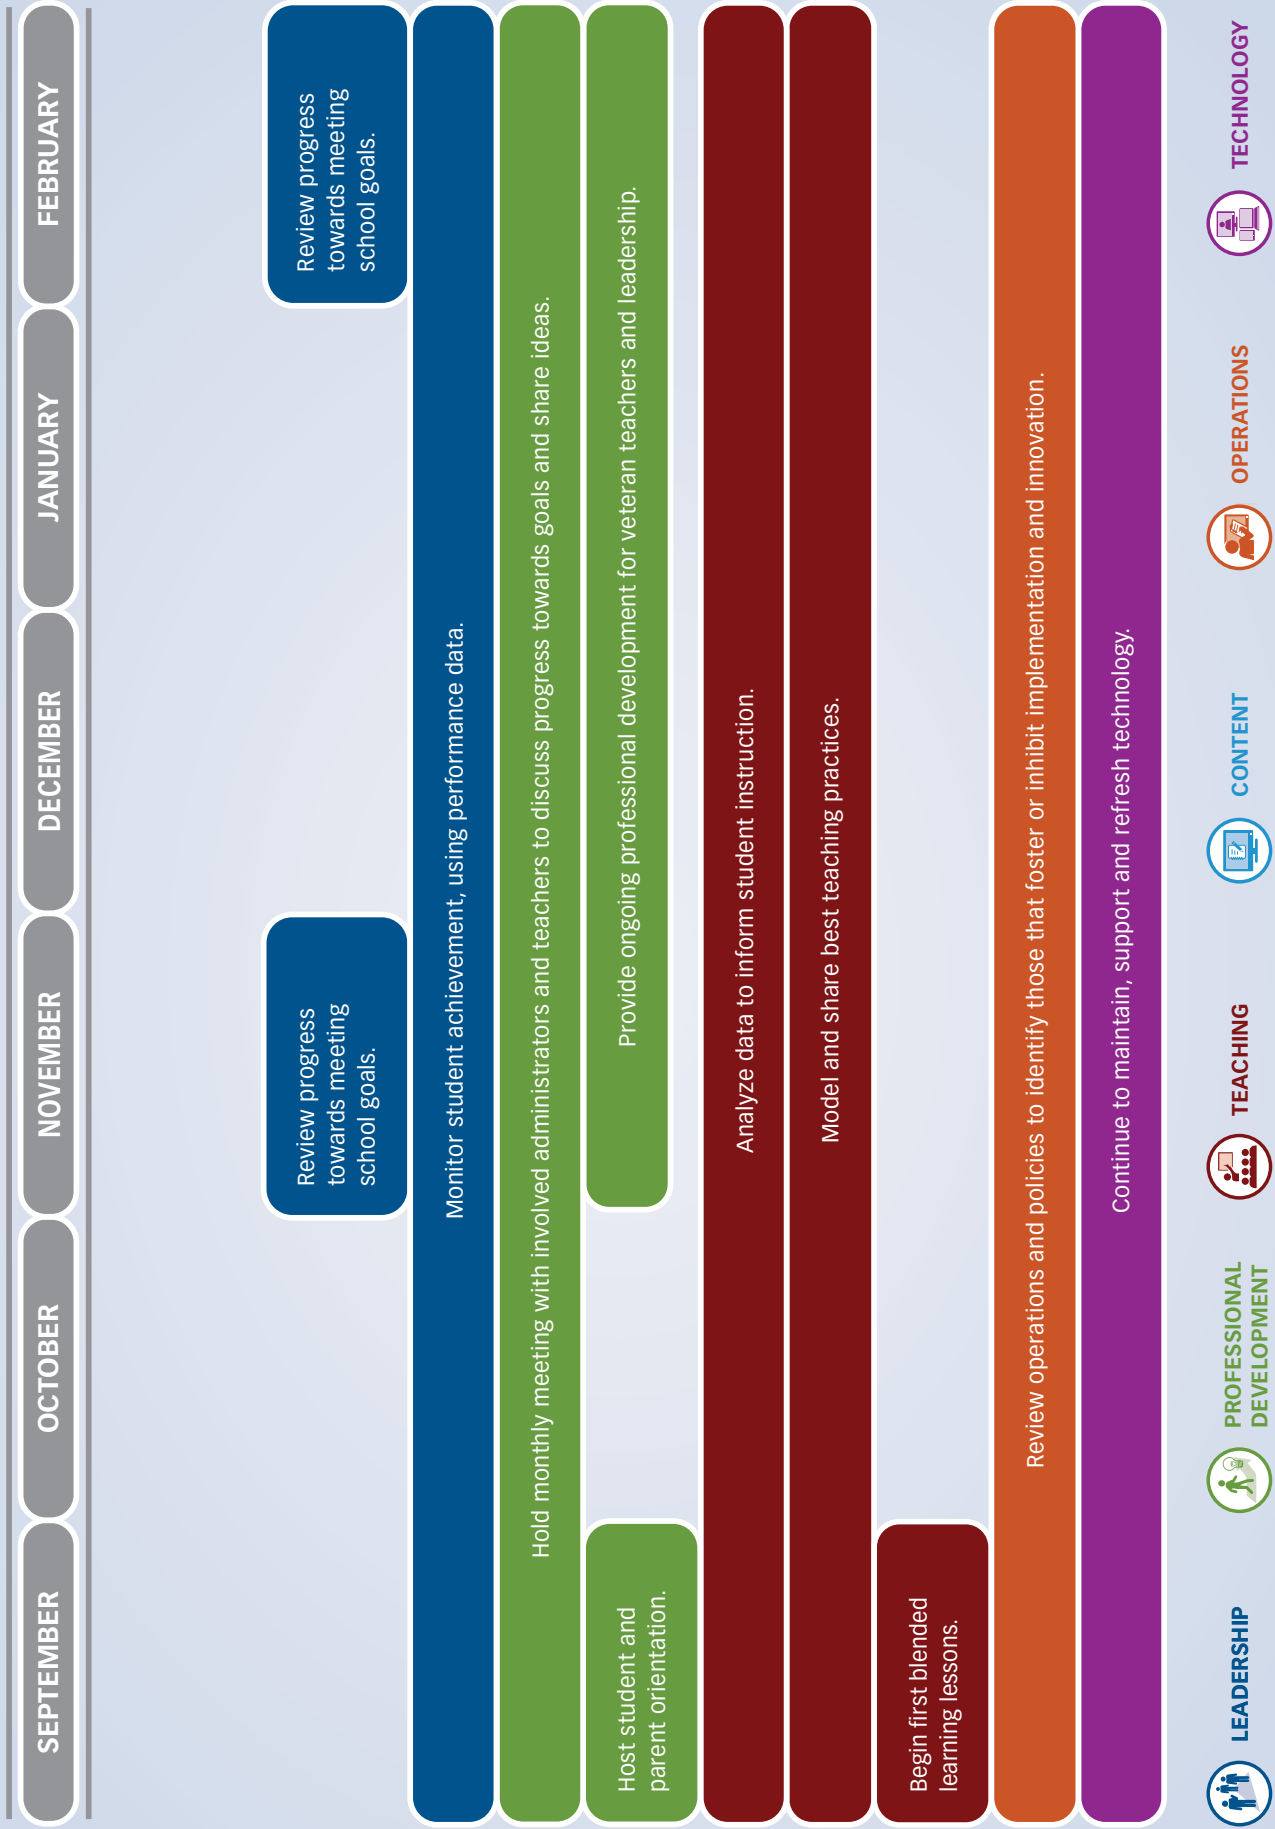 SEPTEMBER
OCTOBER
NOVEMBER
DECEMBER
JANUARY
FEBRUARY
Review progress
towards meeting
school goals.
Review progress
towards meeting
school goals.
Monitor student achievement, using performance data.
Hold monthly meeting with involved administrators and teachers to discuss progress towards goals and share ideas.
Host student and
parent orientation.
Provide ongoing professional development for veteran teachers and leadership.
Analyze data to inform student instruction.
Model and share best teaching practices.
Begin first blended
learning lessons.
Review operations and policies to identify those that foster or inhibit implementation and innovation.
Continue to maintain, support and refresh technology.
LEADERSHIP
PROFESSIONAL
DEVELOPMENT
TEACHING
CONTENT
OPERATIONS
TECHNOLOGY